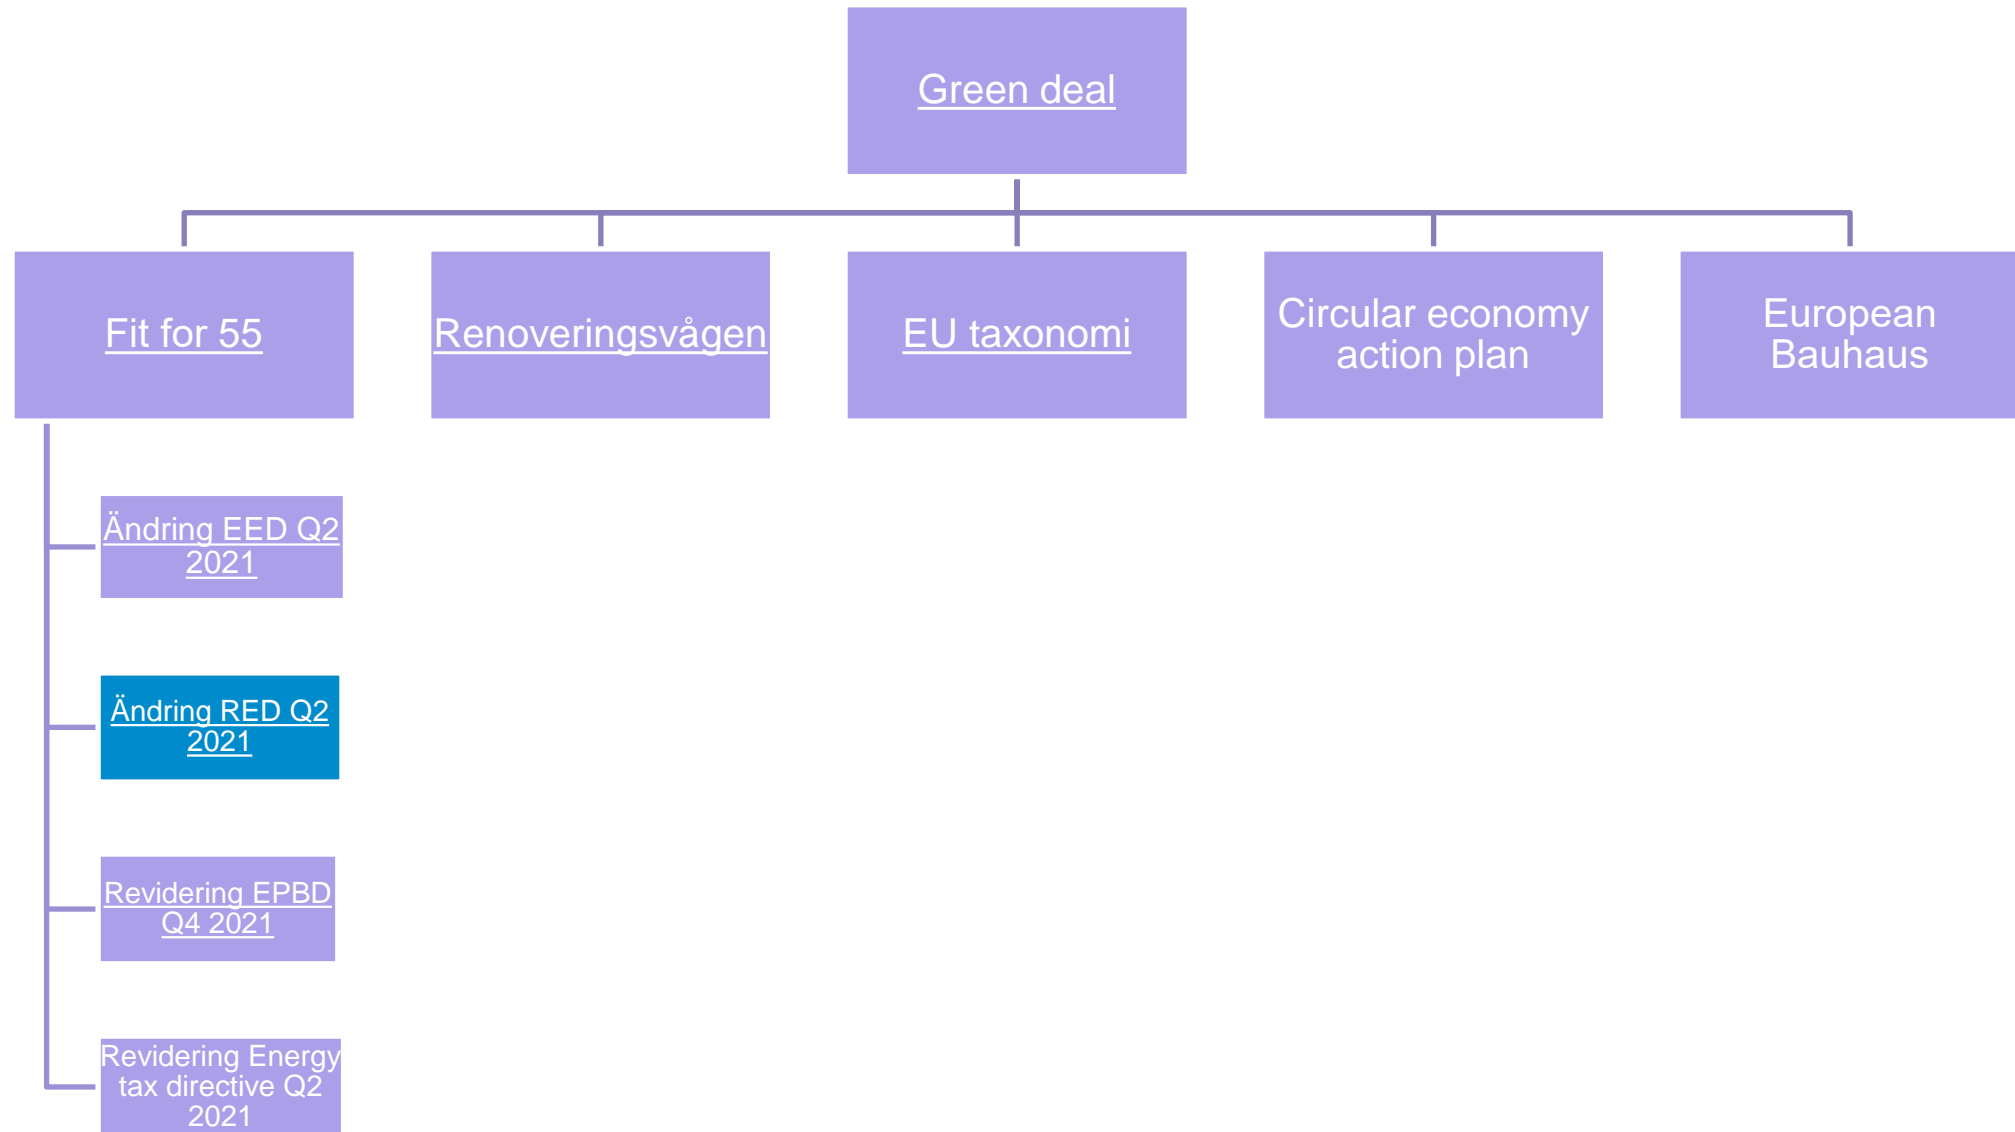 Green deal
Fit for 55
Renoveringsvågen
EU taxonomi
Circular economy
action plan
European
Bauhaus
Ändring EED Q2
2021
Ändring RED Q2
2021
Revidering EPBD
Q4 2021
Revidering Energy
tax directive Q2
2021